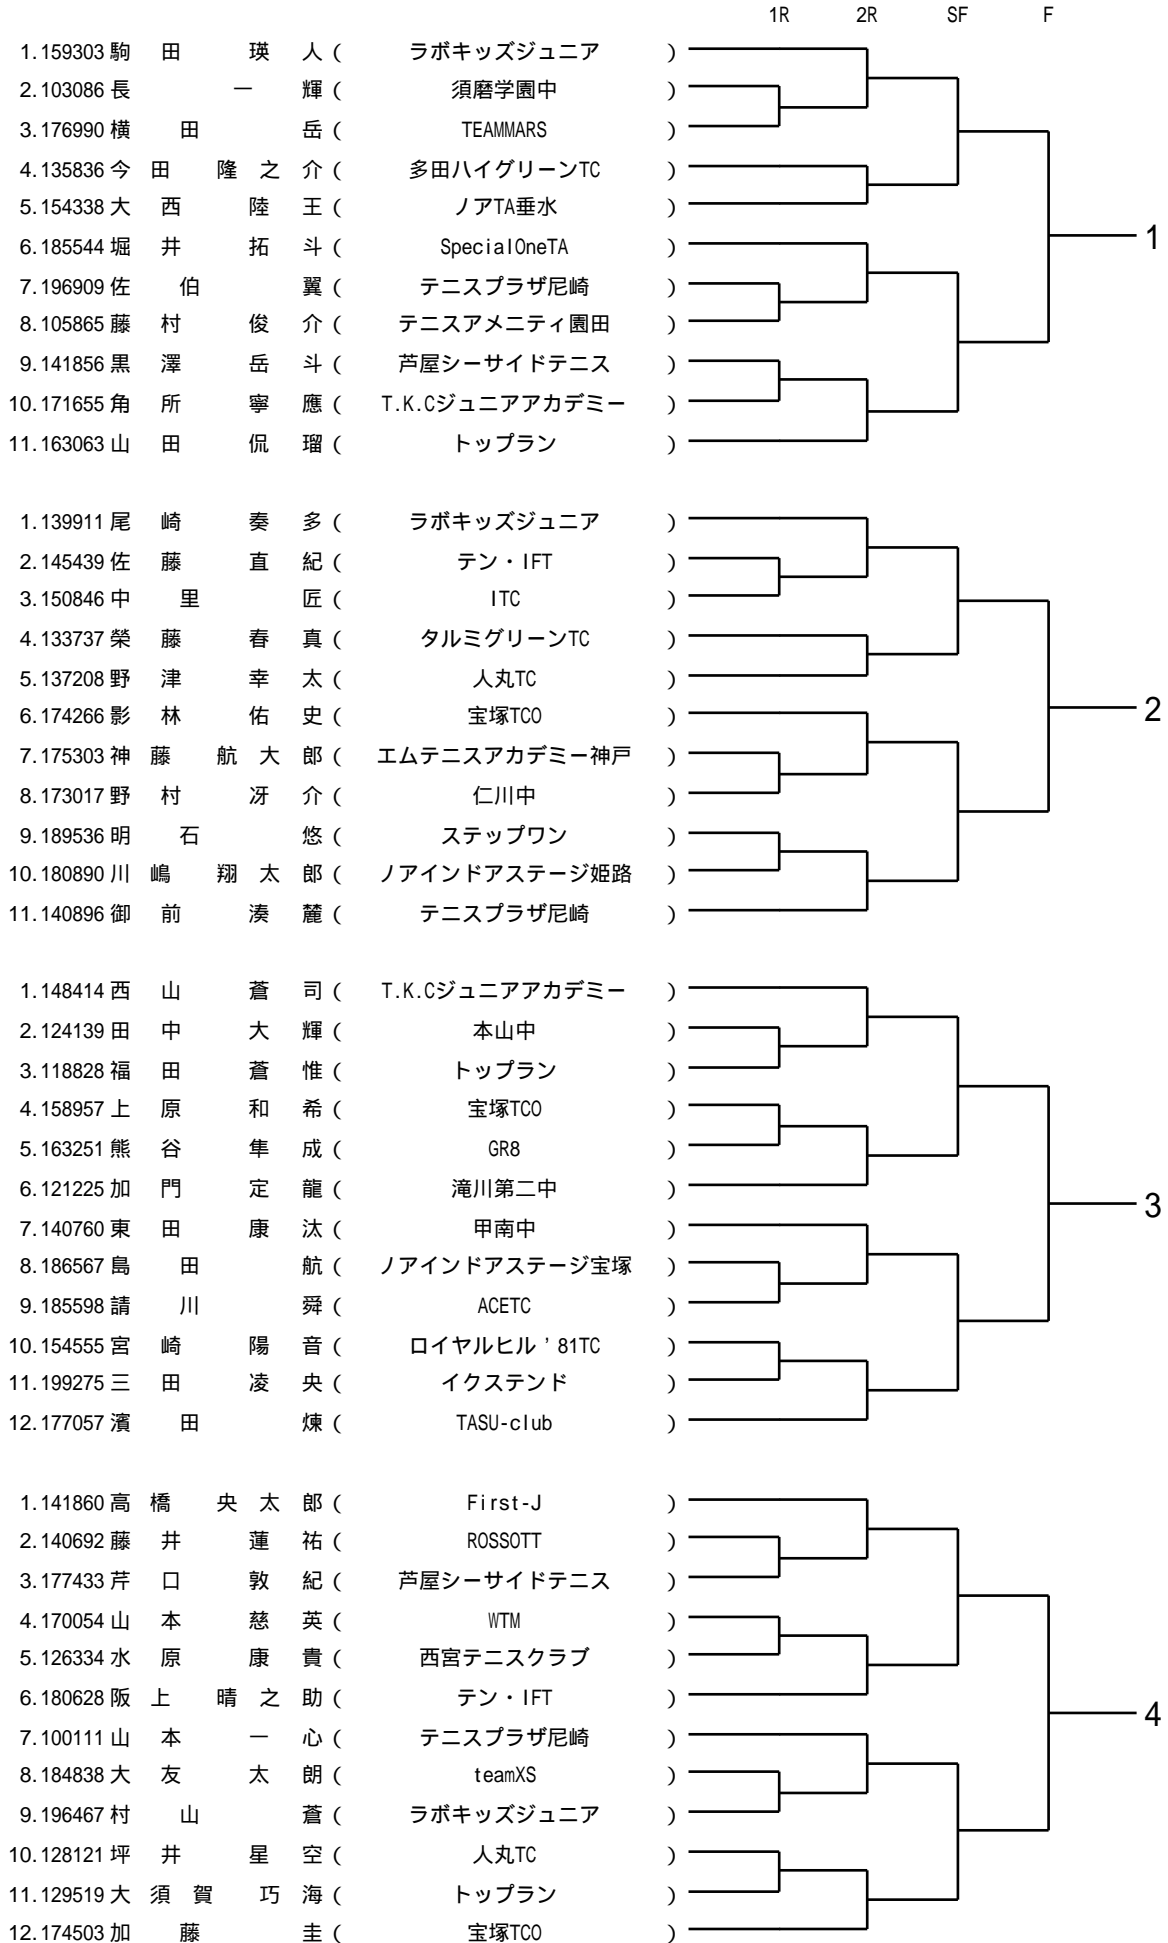 1R 2R SF F
1.159303 駒田 瑛人 ( ラボキッズジュニア )
2.103086 長 一輝 ( 須磨学園中 )
3.176990 横田 岳 ( TEAMMARS )
4.135836 今田 隆之介 ( 多田ハイグリーンTC )
5.154338 大西 陸王 ( ノアTA垂水 )
1
6.185544 堀井 拓斗 ( SpecialOneTA )
7.196909 佐伯 翼 ( テニスプラザ尼崎 )
8.105865 藤村 俊介 ( テニスアメニティ園田 )
9.141856 黒澤 岳斗 ( 芦屋シーサイドテニス )
10.171655 角所 寧應 ( T.K.Cジュニアアカデミー )
11.163063 山田 侃瑠 ( トップラン )
1.139911 尾崎 奏多 ( ラボキッズジュニア )
2.145439 佐藤 直紀 ( テン・IFT )
3.150846 中里 匠 ( ITC )
4.133737 榮藤 春真 ( タルミグリーンTC )
5.137208 野津 幸太 ( 人丸TC )
6.174266 影林 佑史 ( 宝塚TCO )
2
7.175303 神藤 航大郎 ( エムテニスアカデミー神戸 )
8.173017 野村 冴介 ( 仁川中 )
9.189536 明石 悠 ( ステップワン )
10.180890 川嶋 翔太郎 ( ノアインドアステージ姫路 )
11.140896 御前 湊麓 ( テニスプラザ尼崎 )
1.148414 西山 蒼司 ( T.K.Cジュニアアカデミー )
2.124139 田中 大輝 ( 本山中 )
3.118828 福田 蒼惟 ( トップラン )
4.158957 上原 和希 ( 宝塚TCO )
5.163251 熊谷 隼成 ( GR8 )
6.121225 加門 定龍 ( 滝川第二中 )
3
7.140760 東田 康汰 ( 甲南中 )
8.186567 島田 航 ( ノアインドアステージ宝塚 )
9.185598 請川 舜 ( ACETC )
10.154555 宮崎 陽音 ( ロイヤルヒル'81TC )
11.199275 三田 凌央 ( イクステンド )
12.177057 濱田 煉 ( TASU-club )
1.141860 高橋 央太郎 ( First-J )
2.140692 藤井 蓮祐 ( ROSSOTT )
3.177433 芹口 敦紀 ( 芦屋シーサイドテニス )
4.170054 山本 慈英 ( WTM )
5.126334 水原 康貴 ( 西宮テニスクラブ )
6.180628 阪上 晴之助 ( テン・IFT )
4
7.100111 山本 一心 ( テニスプラザ尼崎 )
8.184838 大友 太朗 ( teamXS )
9.196467 村山 蒼 ( ラボキッズジュニア )
10.128121 坪井 星空 ( 人丸TC )
11.129519 大須賀 巧海 ( トップラン )
12.174503 加藤 圭 ( 宝塚TCO )